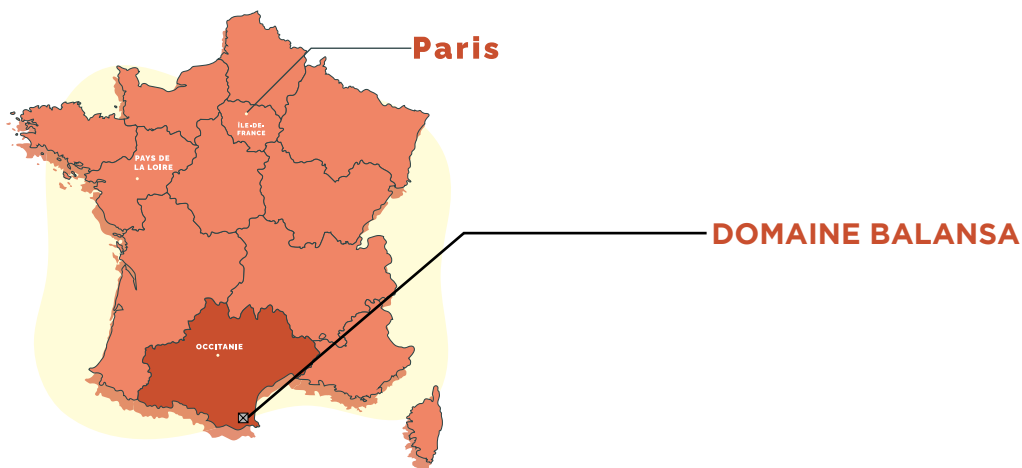 Paris
ÎLE-DE-
FRANCE
PAYS DE
LA LOIRE
DOMAINE BALANSA
OCCITANIE